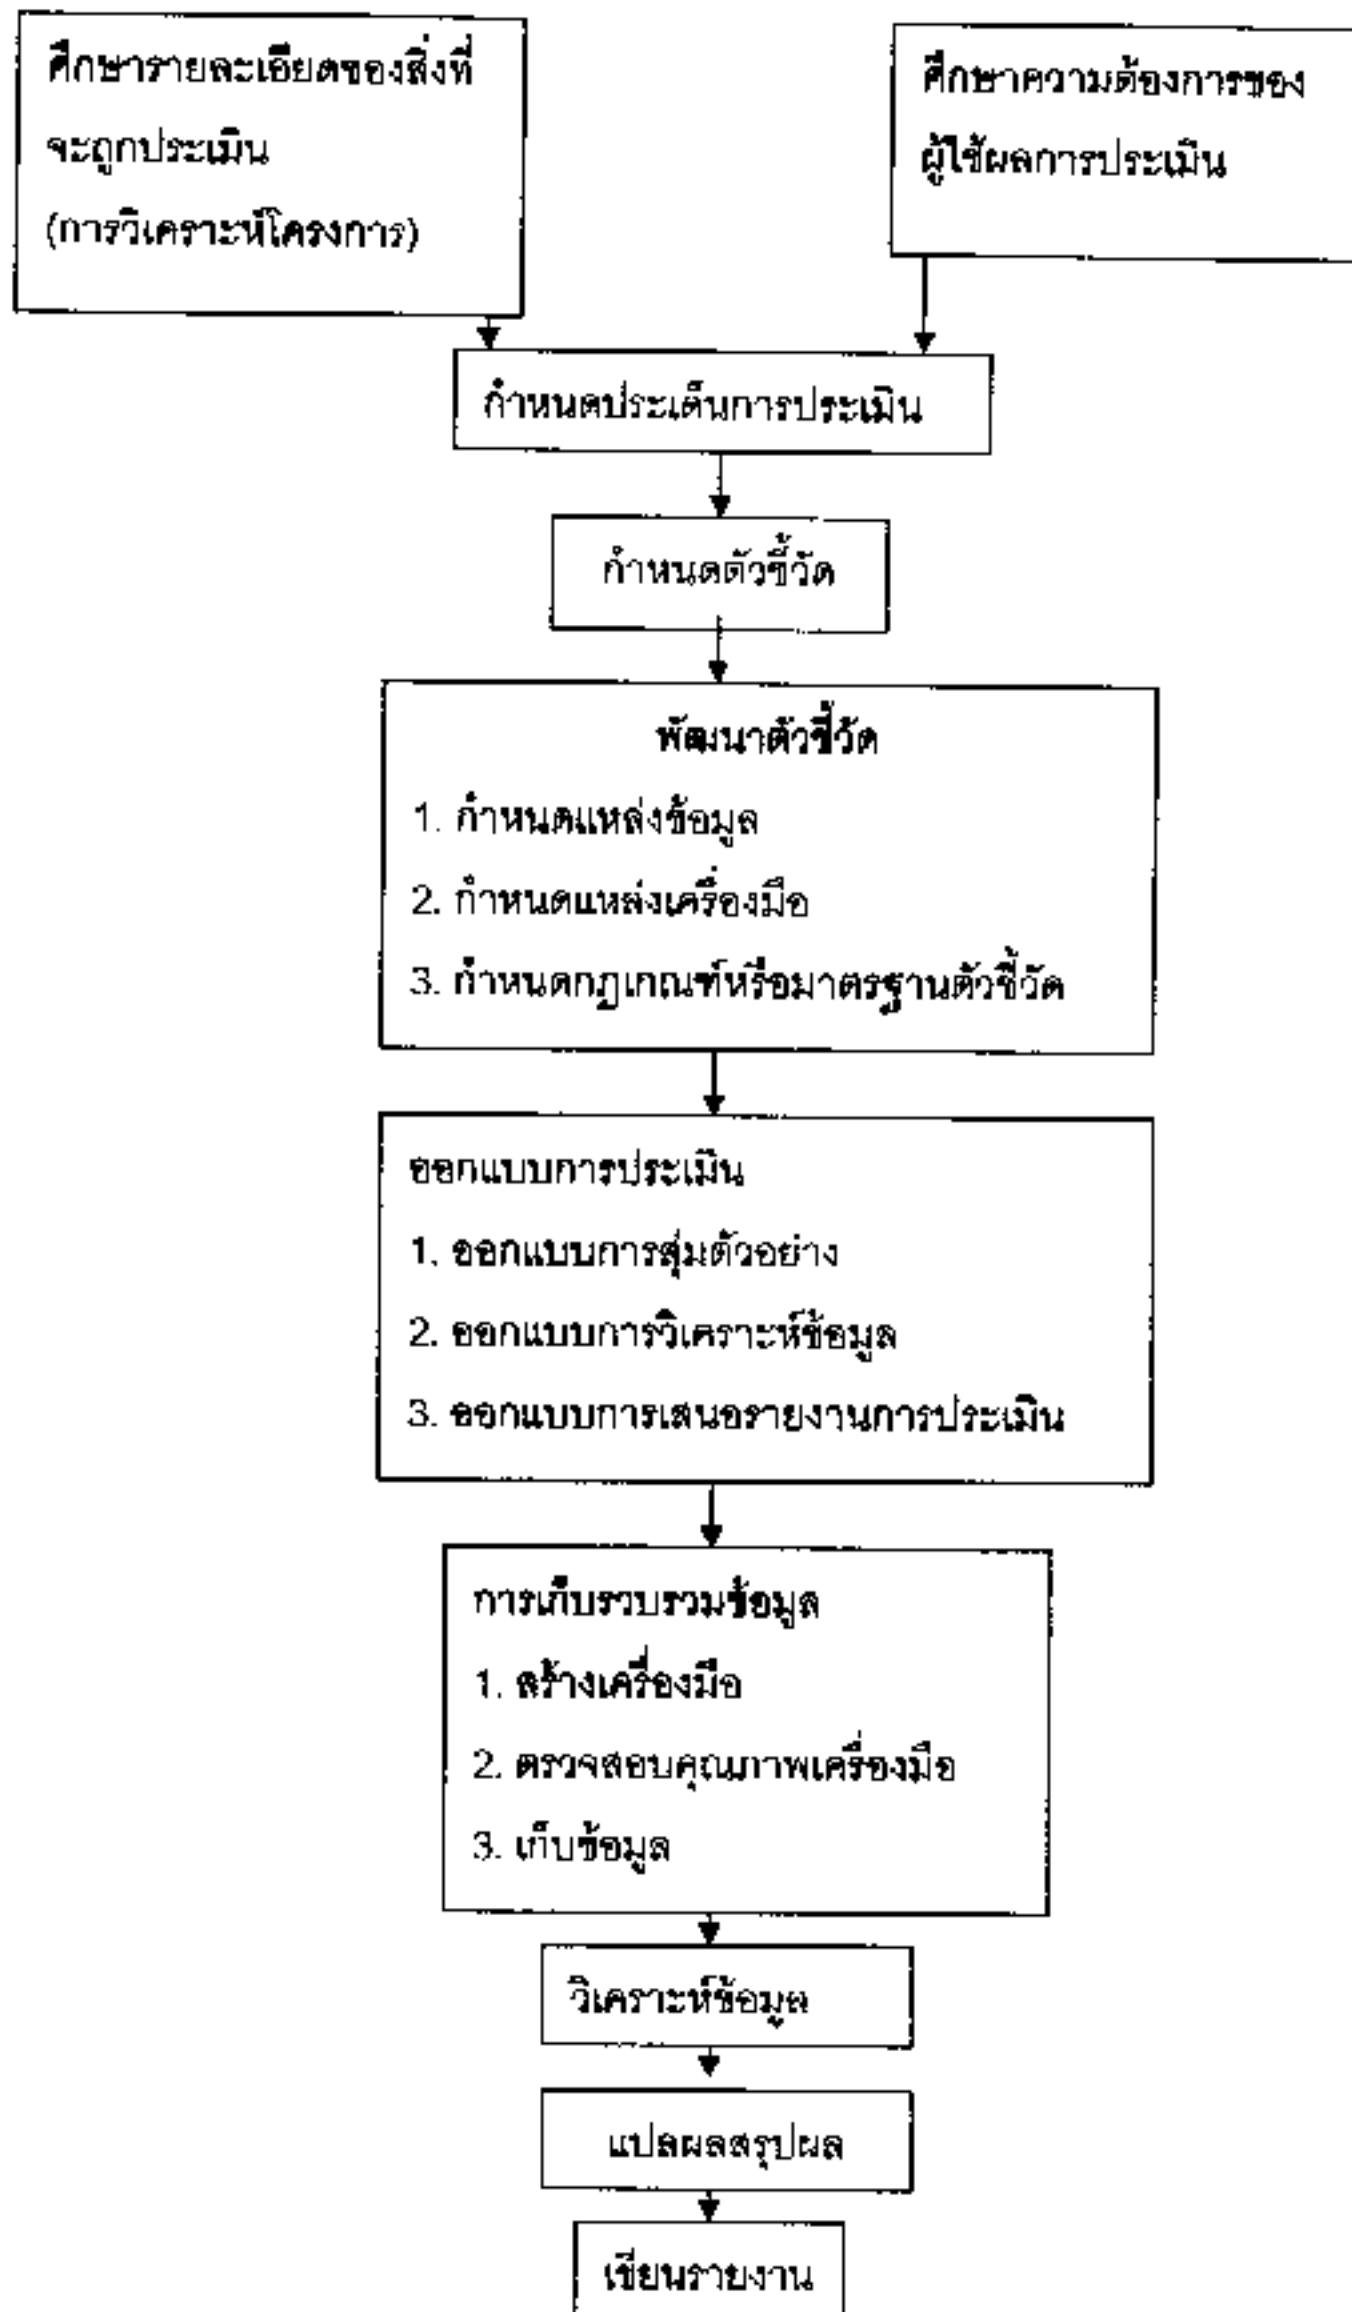 ศึกษารายละเอียดของสิ่งที่
จะถูกประเมิน
(การวิเคราะห์โครงการ)
ศึกษาความต้องการของ
ผู้ใช้ผลการประเมิน
กำหนดประเด็นการประเมิน
กำหนดตัวชี้วัด
พัฒนาตัวชี้วัด
1. กำหนดแหล่งข้อมูล
2. กำหนดแหล่งเครื่องมือ
3. กำหนดกฎเกณฑ์หรือมาตรฐานตัวชี้วัด
ออกแบบการประเมิน
1. ออกแบบการสุ่มตัวอย่าง
2. ออกแบบการวิเคราะห์ข้อมูล
3. ออกแบบการเสนอรายงานการประเมิน
การเก็บรวบรวมข้อมูล
1. สร้างเครื่องมือ
2. ตรวจสอบคุณภาพเครื่องมือ
3. เก็บข้อมูล
วิเคราะห์ข้อมูล
แปลผลสรุปผล
เขียนรายงาน